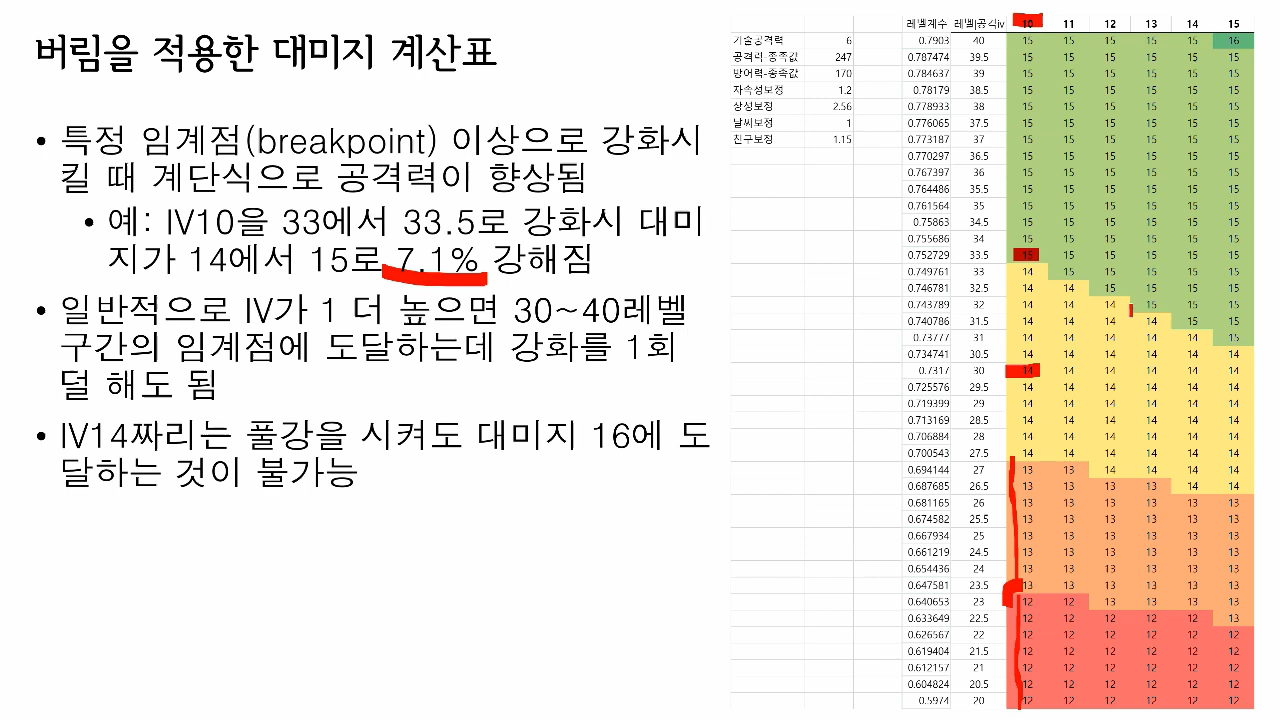 버림을 적용한 대미지 계산표
• 특정 임계점(breakpoint) 이상으로 강화시
킬 때 계단식으로 공격력이 향상됨
• 예: IV10을 33에서 33.5로 강화시 대미
지가 14에서 15로 7.1% 강해짐
• 일반적으로 IV가 1 더 높으면 30~40레벨
구간의 임계점에 도달하는데 강화를 1회
덜 해도 됨
• IV14짜리는 풀강을 시켜도 대미지 16에 도
달하는 것이 불가능
레벨계수 레벨|공격iv 10 11 12 13 14 15
기술공격력 6 0.7903 40 15 15 15 15 15 16
공격력-종족값 247 0.787474 39.5 15 15 15 15 15 15
방어력-종족값 170 0.784637 39 15 15 15 15 15 15
자속성보정 1.2 0.78179 38.5 15 15 15 15 15 15
상성보정 2.56 0.778933 38 15 15 15 15 15 15
날씨보정 1 0.776065 37.5 15 15 15 15 15 15
친구보정 1.15 0.773187 37 15 15 15 15 15 15
0.770297 36.5 15 15 15 15 15 15
0.767397 36 15 15 15 15 15 15
0.764486 35.5 15 15 15 15 15 15
0.761564 35 15 15 15 15 15 15
0.75863 34.5 15 15 15 15 15 15
0.755686 34 15 15 15 15 15 15
0.752729 33.5 15 15 15 15 15 15
0.749761 33 14 15 15 15 15 15
0.746781 32.5 14 14 15 15 15 15
0.743789 32 14 14 14 15 15 15
0.740786 31.5 14 14 14 14 15 15
0.73777 31 14 14 14 14 14 15
0.734741 30.5 14 14 14 14 14 14
0.7317 30 14 14 14 14 14 14
0.725576 29.5 14 14 14 14 14 14
0.719399 29 14 14 14 14 14 14
0.713169 28.5 14 14 14 14 14 14
0.706884 28 14 14 14 14 14 14
0.700543 27.5 14 14 14 14 14 14
0.694144 27 13 13 14 14 14 14
0.687685 26.5 13 13 13 13 14 14
0.681165 26 13 13 13 13 13 13
0.674582 25.5 13 13 13 13 13 13
0.667934 25 13 13 13 13 13 13
0.661219 24.5 13 13 13 13 13 13
0.654436 24 13 13 13 13 13 13
0.647581 23.5 13 13 13 13 13 13
0.640653 23 12 12 13 13 13 13
0.633649 22.5 12 12 12 12 12 13
0.626567 22 12 12 12 12 12 12
0.619404 21.5 12 12 12 12 12 12
0.612157 21 12 12 12 12 12 12
0.604824 20.5 12 12 12 12 12 12
0.5974 20 12 12 12 12 12 12